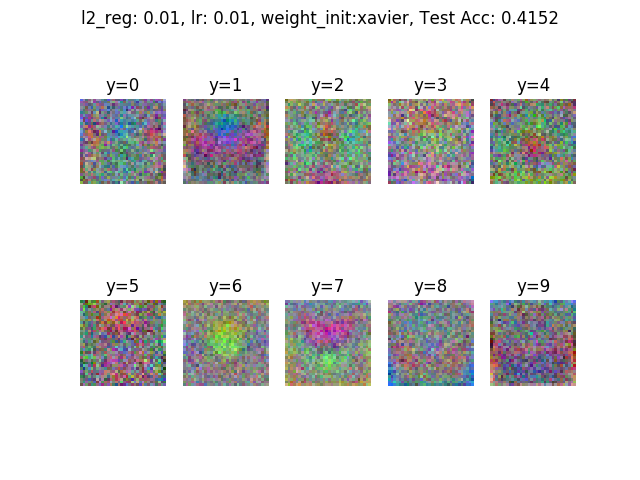 l2_reg: 0.01, lr: 0.01, weight_init:xavier, Test Acc: 0.4152
y=0 y=1 y=2 y=3 y=4
y=5 y=6 y=7 y=8 y=9